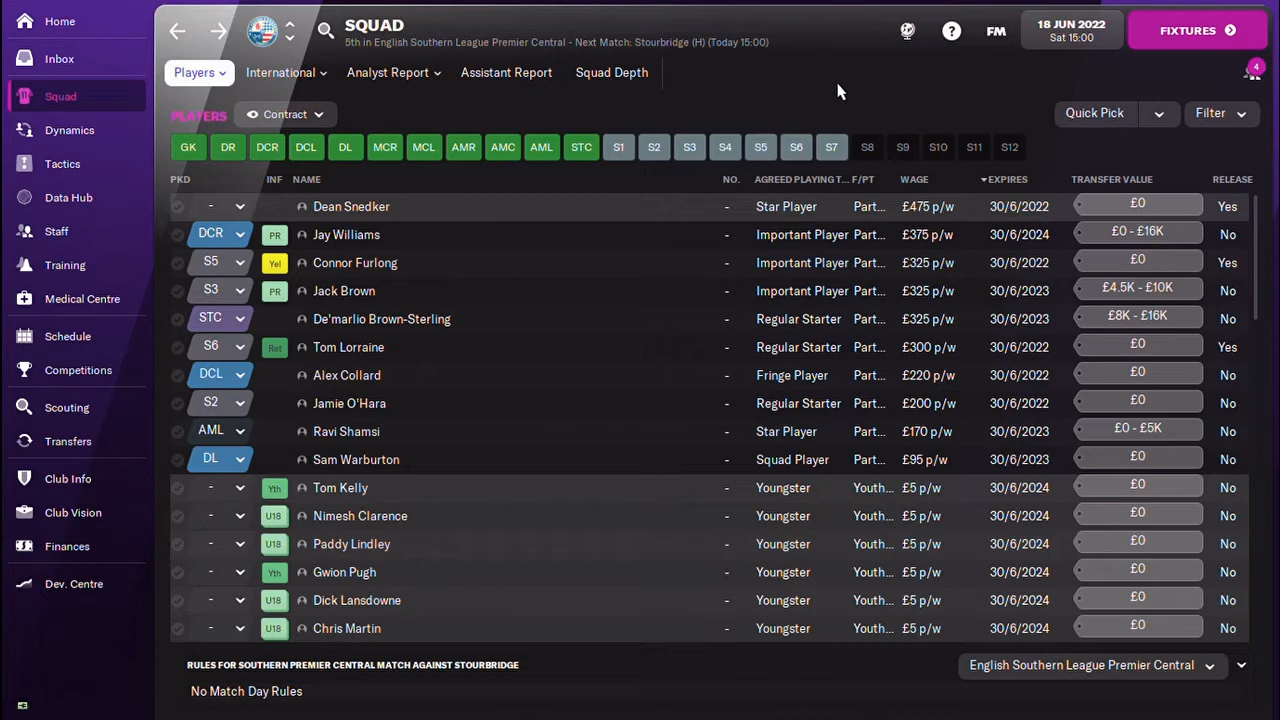 Home
Inbox
Squad
Dynamics
Tactics
Data Hub
Staff
Training
Medical Centre
Schedule
Competitions
Scouting
Transfers
Club Info
Club Vision
Finances
Dev. Centre
SQUAD
5th in English Southern League Premier Central - Next Match: Stourbridge (H) (Today 15:00)
? FM 18 JUN 2022 Sat 15:00 FIXTURES
Players International Analyst Report Assistant Report Squad Depth 4
PLAYERS Contract Quick Pick Filter
GK DR DCR DCL DL MCR MCL AMR AMC AML STC S1 S2 S3 S4 S5 S6 S7 S8 S9 S10 S11 S12
PKD INF NAME NO. AGREED PLAYING T... F/PT WAGE EXPIRES TRANSFER VALUE RELEASE
- Dean Snedker - Star Player Part... £475 p/w 30/6/2022 £0 Yes
DCR PR Jay Williams - Important Player Part... £375 p/w 30/6/2024 £0 - £16K No
S5 Yel Connor Furlong - Important Player Part... £325 p/w 30/6/2022 £0 Yes
S3 PR Jack Brown - Important Player Part... £325 p/w 30/6/2023 £4.5K - £10K No
STC De'marlio Brown-Sterling - Regular Starter Part... £325 p/w 30/6/2023 £8K - £16K No
S6 Ret Tom Lorraine - Regular Starter Part... £300 p/w 30/6/2022 £0 Yes
DCL Alex Collard - Fringe Player Part... £220 p/w 30/6/2022 £0 No
S2 Jamie O'Hara - Regular Starter Part... £200 p/w 30/6/2022 £0 No
AML Ravi Shamsi - Star Player Part... £170 p/w 30/6/2023 £0 - £5K No
DL Sam Warburton - Squad Player Part... £95 p/w 30/6/2023 £0 No
- Yth Tom Kelly - Youngster Youth... £5 p/w 30/6/2024 £0 No
- U18 Nimesh Clarence - Youngster Youth... £5 p/w 30/6/2024 £0 No
- U18 Paddy Lindley - Youngster Youth... £5 p/w 30/6/2024 £0 No
- Yth Gwion Pugh - Youngster Youth... £5 p/w 30/6/2024 £0 No
- U18 Dick Lansdowne - Youngster Youth... £5 p/w 30/6/2024 £0 No
- U18 Chris Martin - Youngster Youth... £5 p/w 30/6/2024 £0 No
RULES FOR SOUTHERN PREMIER CENTRAL MATCH AGAINST STOURBRIDGE English Southern League Premier Central
No Match Day Rules